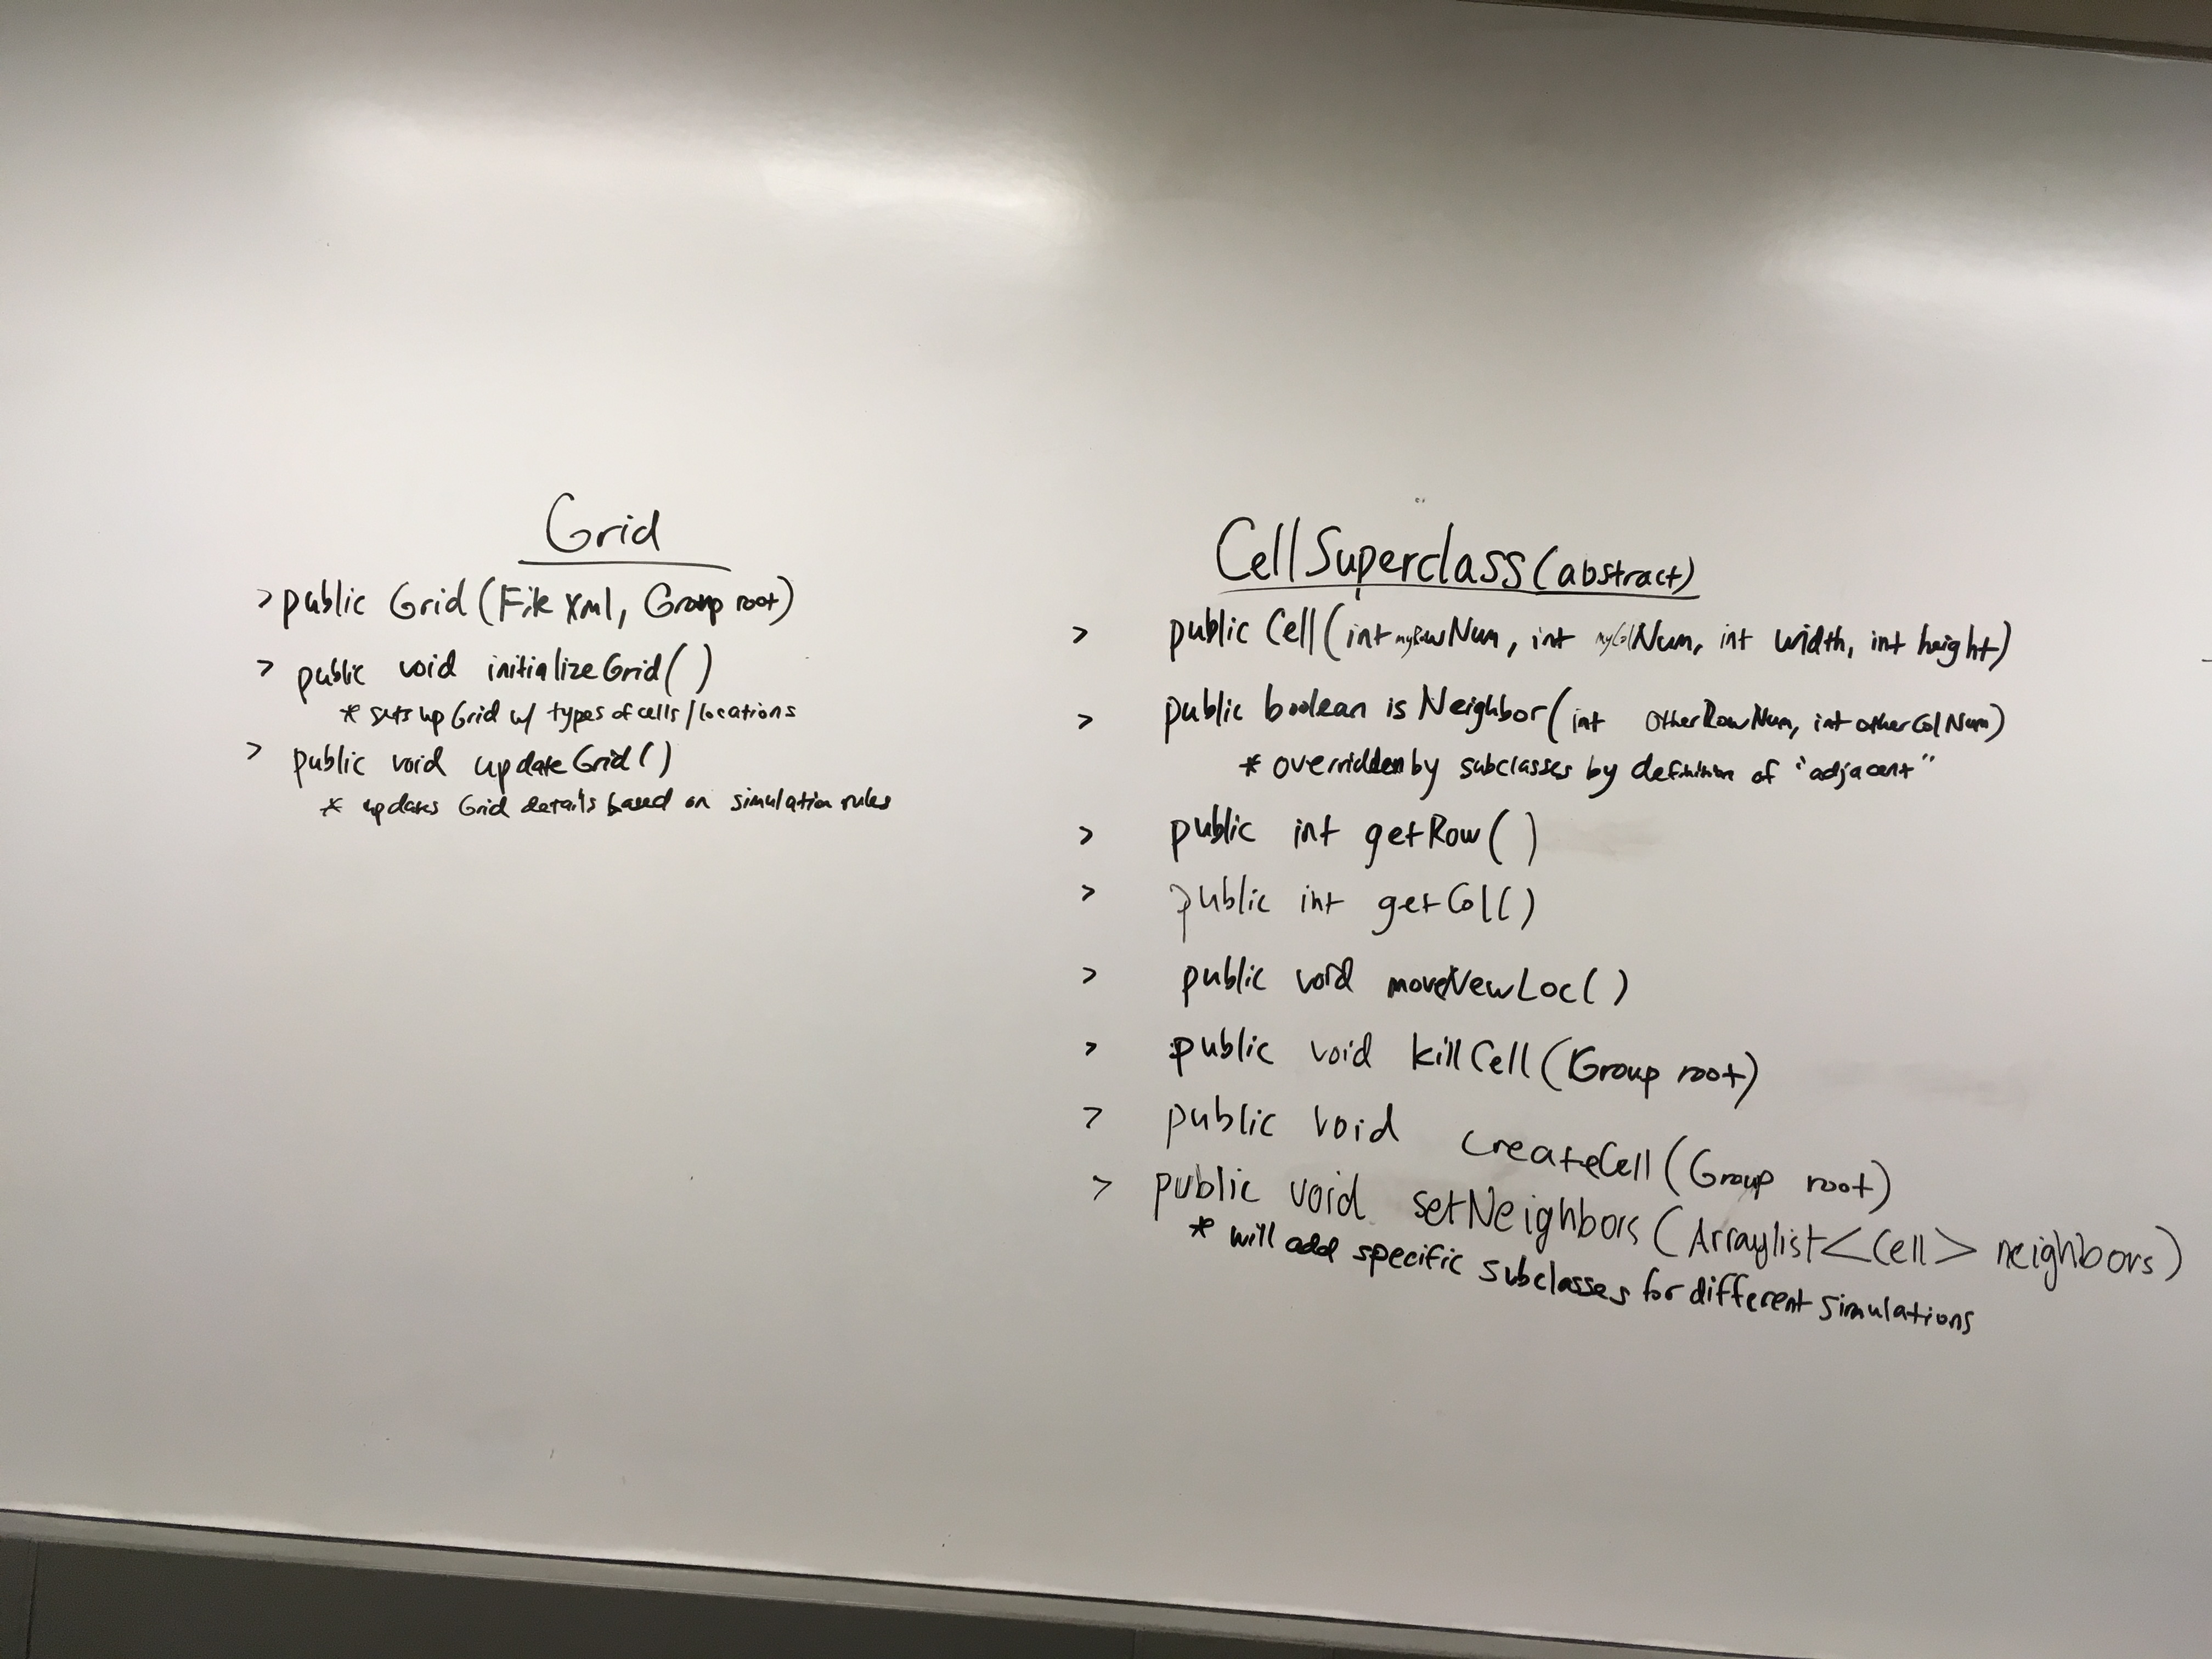 Grid
> public Grid (File xml, Group root)
> public void initializeGrid()
* sets up Grid w/ types of cells/locations
> public void updateGrid()
* updates Grid details based on simulation rules
Cell Superclass (abstract)
> public Cell (int myRowNum, int myColNum, int width, int height)
> public boolean isNeighbor (int otherRowNum, int otherColNum)
* overridden by subclasses by definition of "adjacent"
> public int getRow()
> public int getCol()
> public void moveNewLoc()
> public void killCell (Group root)
> public void createCell (Group root)
> public void setNeighbors (Arraylist<Cell> neighbors)
* will add specific subclasses for different simulations